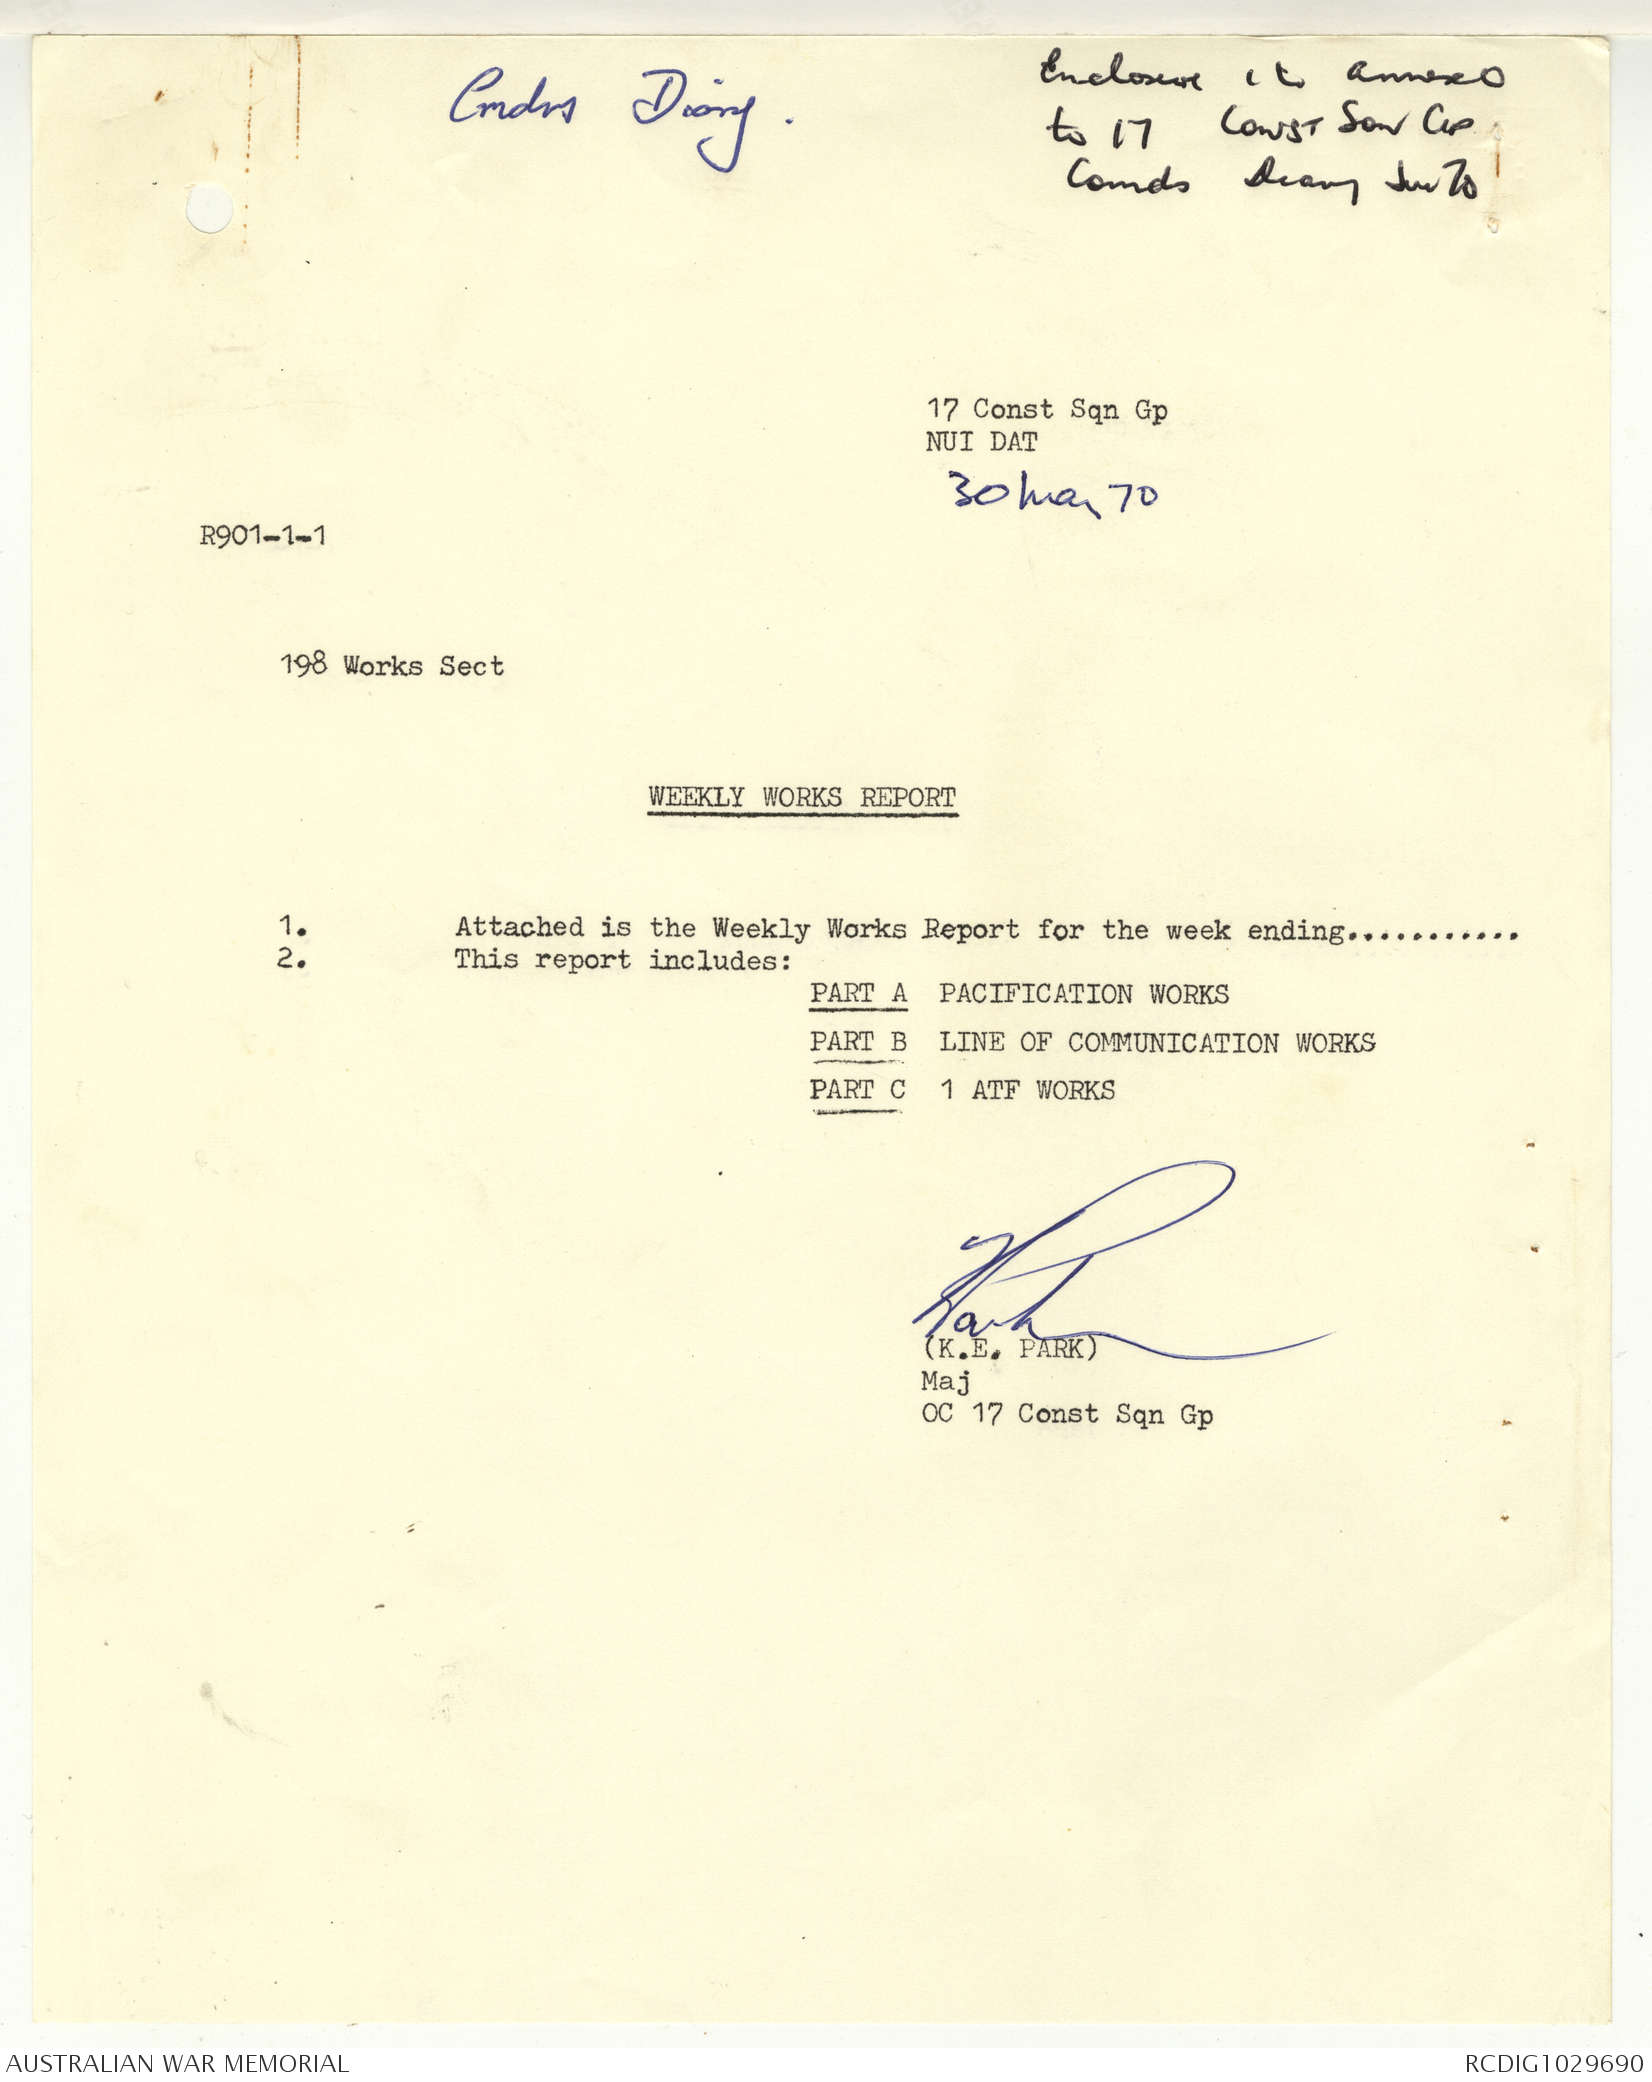 Cmdrs Diary.
Enclosure 1 to Annex O
to 17 Const Sqn Gp
Comds Diary Jun 70
17 Const Sqn Gp
NUI DAT
30 May 70
R901-1-1
198 Works Sect
WEEKLY WORKS REPORT
1. Attached is the Weekly Works Report for the week ending...........
2. This report includes:
PART A PACIFICATION WORKS
PART B LINE OF COMMUNICATION WORKS
PART C 1 ATF WORKS
(K.E. PARK)
Maj
OC 17 Const Sqn Gp
AUSTRALIAN WAR MEMORIAL
RCDIG1029690